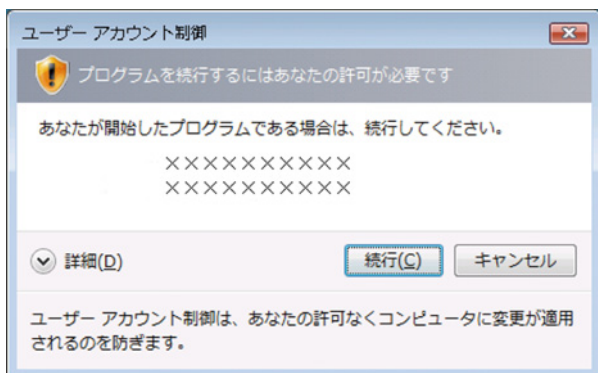 ユーザー アカウント制御
プログラムを続行するにはあなたの許可が必要です
あなたが開始したプログラムである場合は、続行してください。
××××××××××
××××××××××
詳細(D)
続行(C)
キャンセル
ユーザー アカウント制御は、あなたの許可なくコンピュータに変更が適用
されるのを防ぎます。